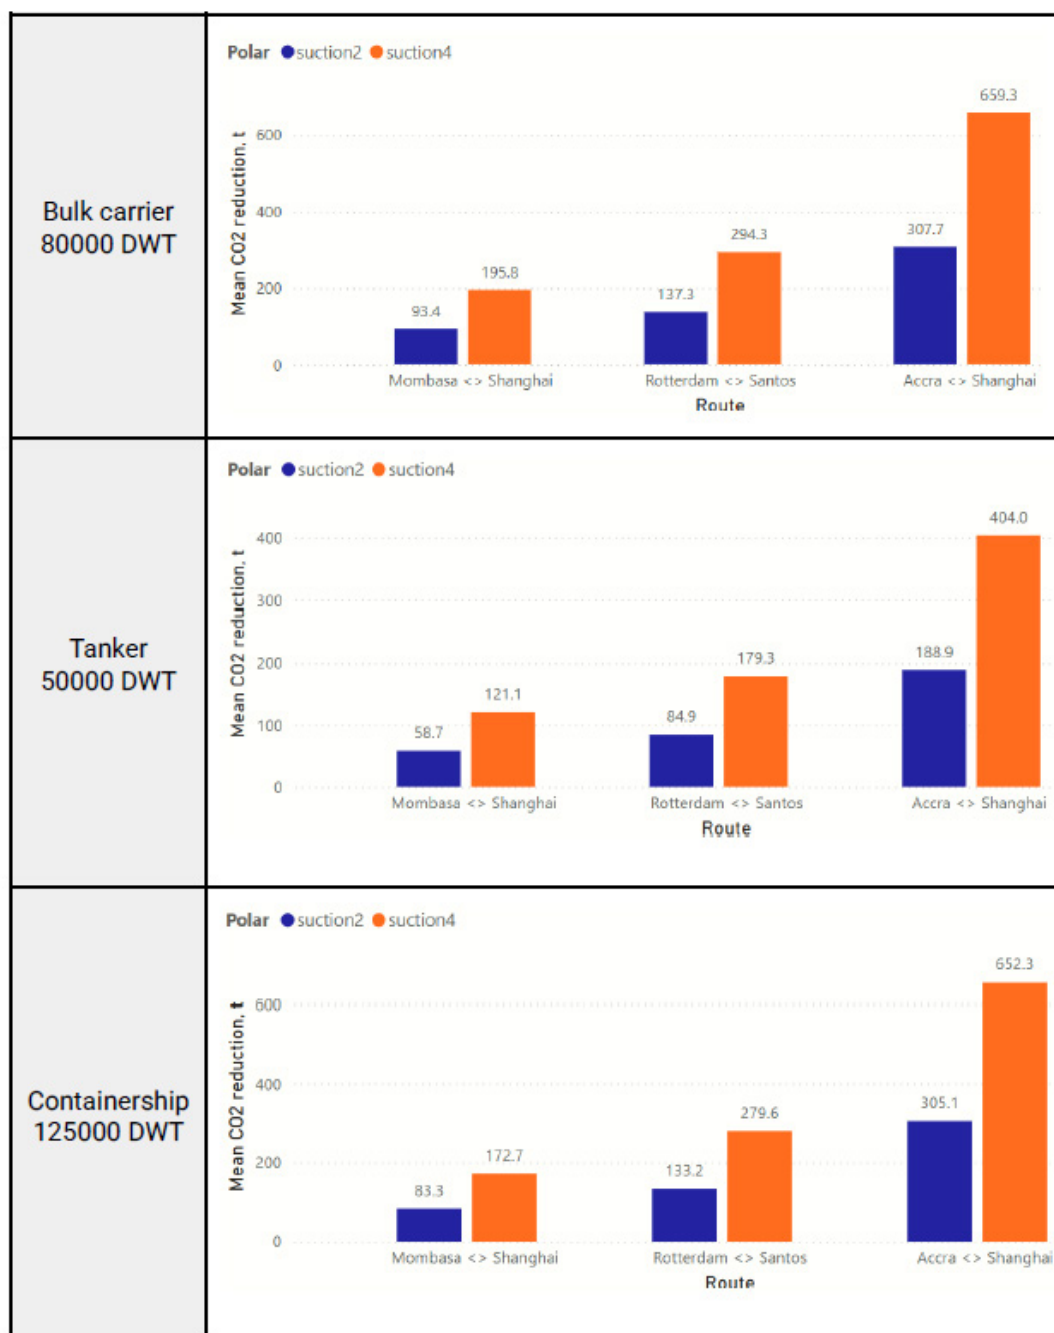 Polar suction2 suction4
Bulk carrier
80000 DWT
Mean CO2 reduction, t
600
400
200
0
93.4
195.8
137.3
294.3
307.7
659.3
Mombasa <> Shanghai
Rotterdam <> Santos
Accra <> Shanghai
Route
Polar suction2 suction4
Tanker
50000 DWT
Mean CO2 reduction, t
400
300
200
100
0
58.7
121.1
84.9
179.3
188.9
404.0
Mombasa <> Shanghai
Rotterdam <> Santos
Accra <> Shanghai
Route
Polar suction2 suction4
Containership
125000 DWT
Mean CO2 reduction, t
600
400
200
0
83.3
172.7
133.2
279.6
305.1
652.3
Mombasa <> Shanghai
Rotterdam <> Santos
Accra <> Shanghai
Route